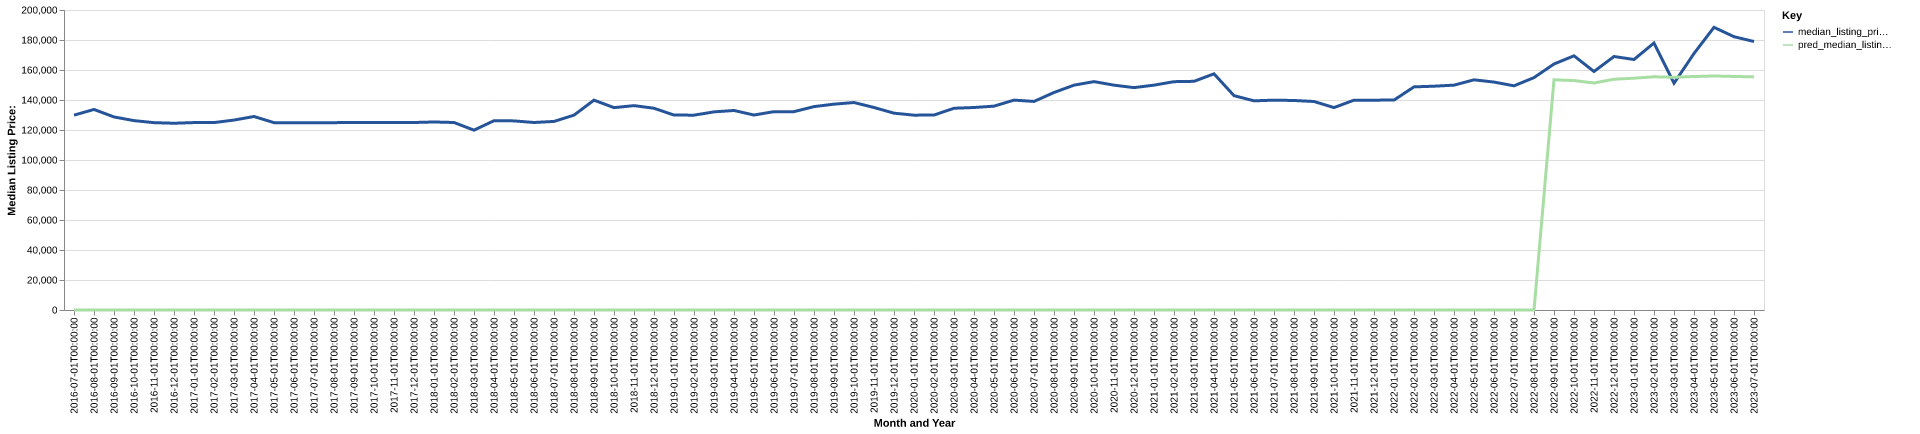 200,000
180,000
160,000
140,000
120,000
100,000
80,000
60,000
40,000
20,000
0
Median Listing Price:
2016-07-01T00:00:00
2016-08-01T00:00:00
2016-09-01T00:00:00
2016-10-01T00:00:00
2016-11-01T00:00:00
2016-12-01T00:00:00
2017-01-01T00:00:00
2017-02-01T00:00:00
2017-03-01T00:00:00
2017-04-01T00:00:00
2017-05-01T00:00:00
2017-06-01T00:00:00
2017-07-01T00:00:00
2017-08-01T00:00:00
2017-09-01T00:00:00
2017-10-01T00:00:00
2017-11-01T00:00:00
2017-12-01T00:00:00
2018-01-01T00:00:00
2018-02-01T00:00:00
2018-03-01T00:00:00
2018-04-01T00:00:00
2018-05-01T00:00:00
2018-06-01T00:00:00
2018-07-01T00:00:00
2018-08-01T00:00:00
2018-09-01T00:00:00
2018-10-01T00:00:00
2018-11-01T00:00:00
2018-12-01T00:00:00
2019-01-01T00:00:00
2019-02-01T00:00:00
2019-03-01T00:00:00
2019-04-01T00:00:00
2019-05-01T00:00:00
2019-06-01T00:00:00
2019-07-01T00:00:00
2019-08-01T00:00:00
2019-09-01T00:00:00
2019-10-01T00:00:00
2019-11-01T00:00:00
2019-12-01T00:00:00
2020-01-01T00:00:00
2020-02-01T00:00:00
2020-03-01T00:00:00
2020-04-01T00:00:00
2020-05-01T00:00:00
2020-06-01T00:00:00
2020-07-01T00:00:00
2020-08-01T00:00:00
2020-09-01T00:00:00
2020-10-01T00:00:00
2020-11-01T00:00:00
2020-12-01T00:00:00
2021-01-01T00:00:00
2021-02-01T00:00:00
2021-03-01T00:00:00
2021-04-01T00:00:00
2021-05-01T00:00:00
2021-06-01T00:00:00
2021-07-01T00:00:00
2021-08-01T00:00:00
2021-09-01T00:00:00
2021-10-01T00:00:00
2021-11-01T00:00:00
2021-12-01T00:00:00
2022-01-01T00:00:00
2022-02-01T00:00:00
2022-03-01T00:00:00
2022-04-01T00:00:00
2022-05-01T00:00:00
2022-06-01T00:00:00
2022-07-01T00:00:00
2022-08-01T00:00:00
2022-09-01T00:00:00
2022-10-01T00:00:00
2022-11-01T00:00:00
2022-12-01T00:00:00
2023-01-01T00:00:00
2023-02-01T00:00:00
2023-03-01T00:00:00
2023-04-01T00:00:00
2023-05-01T00:00:00
2023-06-01T00:00:00
2023-07-01T00:00:00
Month and Year
Key
median_listing_pri…
pred_median_listin…